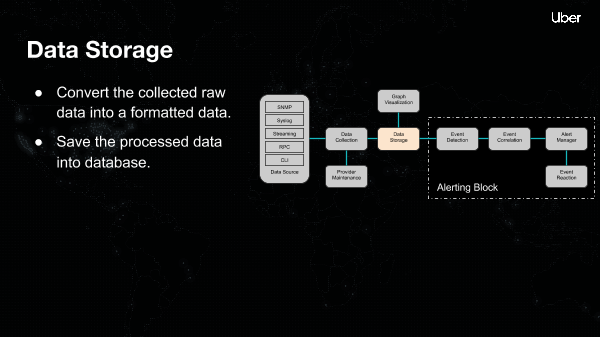 Uber
Data Storage
● Convert the collected raw
data into a formatted data.
● Save the processed data
into database.
SNMP
Syslog
Streaming
RPC
CLI
Data Source
Data
Collection
Provider
Maintenance
Graph
Visualization
Data
Storage
Event
Detection
Event
Correlation
Alert
Manager
Event
Reaction
Alerting Block